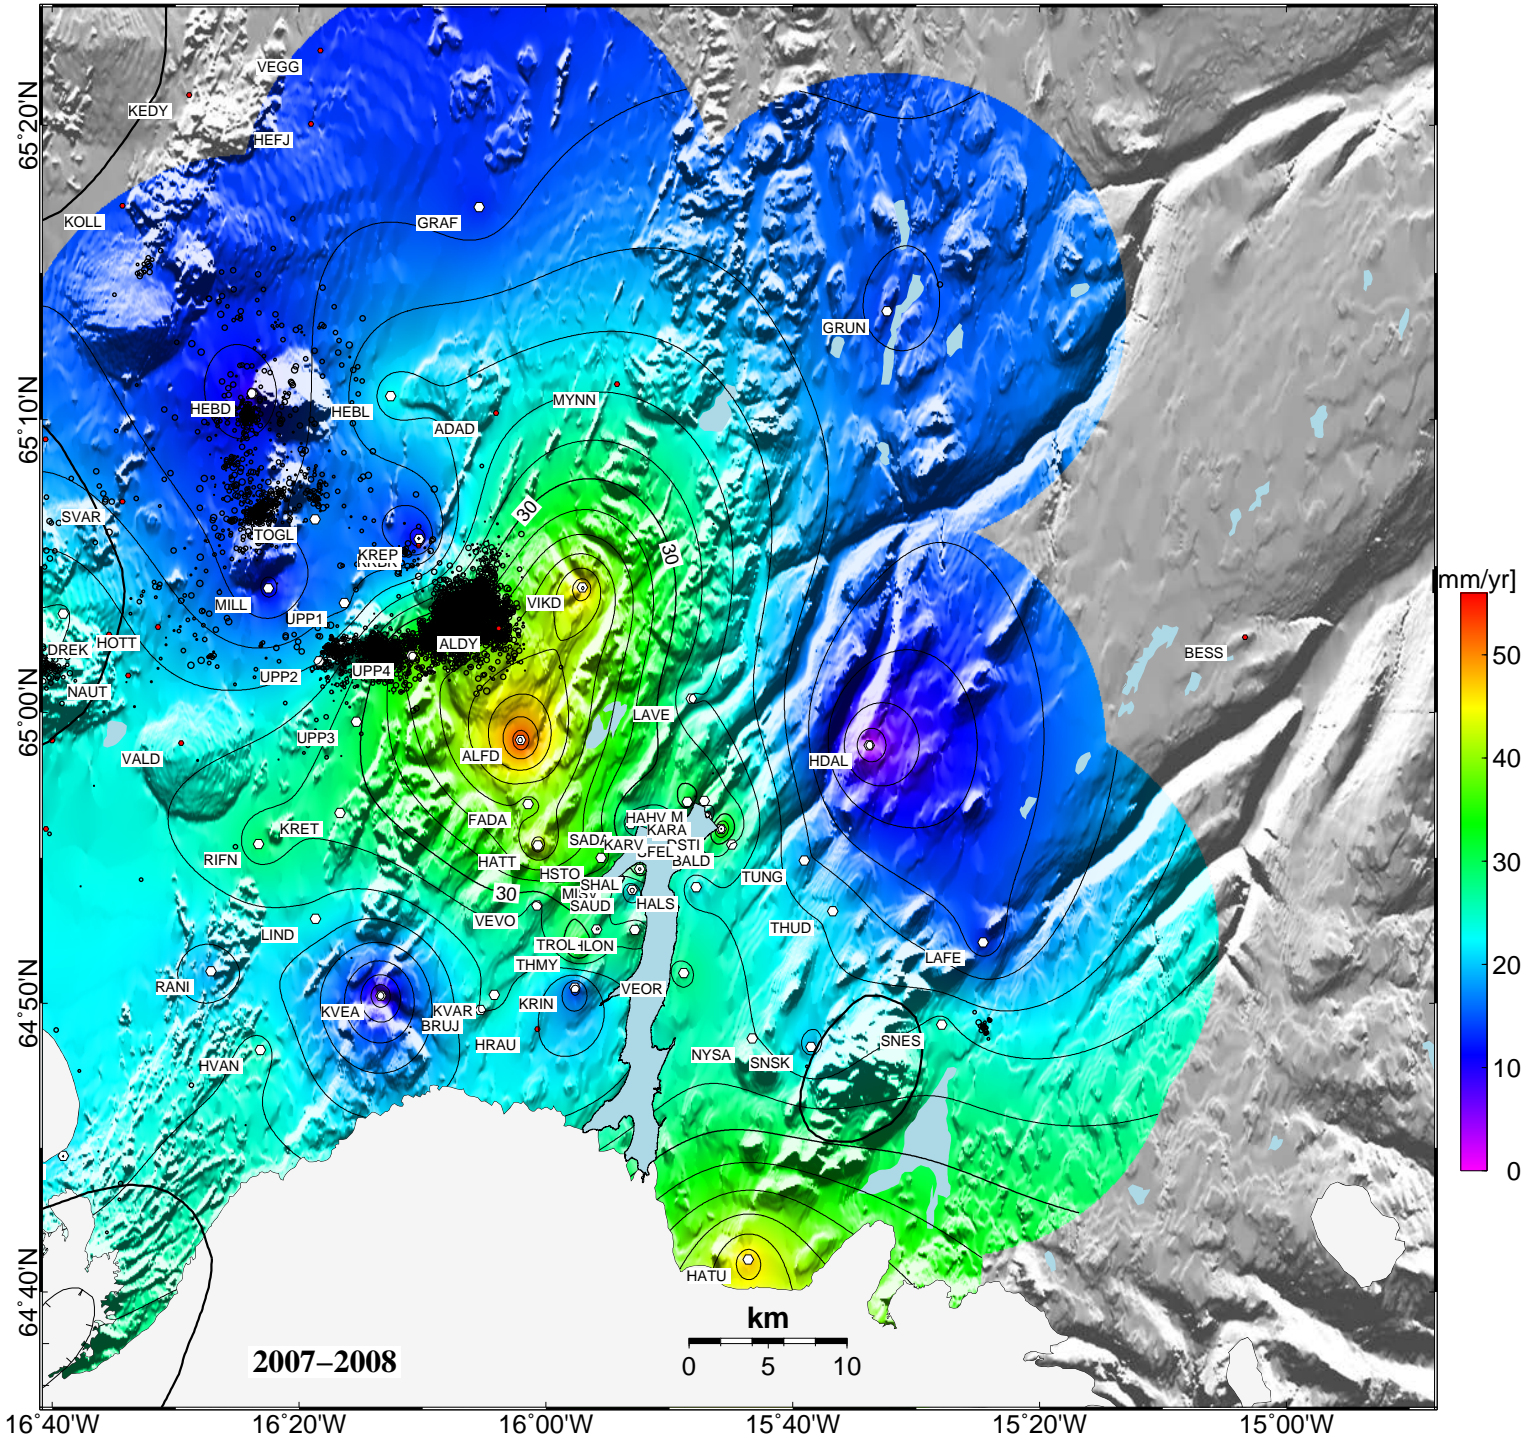 VEGG
KEDY
65°20'N
HEFJ
KOLL
GRAF
GRUN
MYNN
HEBD
HEBL
65°10'N
ADAD
30
SVAR
TOGL
30
KREP
KRBR
[mm/yr]
MILL
VIKD
UPP1
HOTT
ALDY
DREK
BESS
50
UPP4
UPP2
NAUT
65°00'N
LAVE
UPP3
ALFD
VALD
HDAL
40
FADA
HAHV M
KRET
KARA
SADA
KARV
RIFN
HATT
BALD
30
HSTO
TUNG
SHAL
30
SAUD
HALS
VEVO
THUD
LIND
TROL
THMY
LAFE
20
RANI
VEOR
64°50'N
KRIN
KVEA
KVAR
BRUJ
SNES
HRAU
NYSA
SNSK
HVAN
10
0
64°40'N
HATU
km
2007–2008
0 5 10
16°40'W 16°20'W 16°00'W 15°40'W 15°20'W 15°00'W